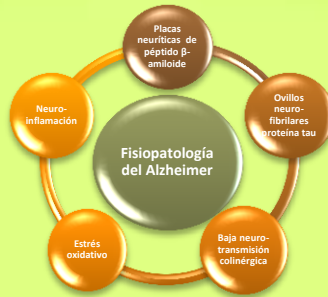 Placas
neuríticas de
péptido β-
amiloide
Ovillos
neuro-
fibrilares
proteína tau
Baja neuro-
transmisión
colinérgica
Estrés
oxidativo
Neuro-
inflamación
Fisiopatología
del Alzheimer